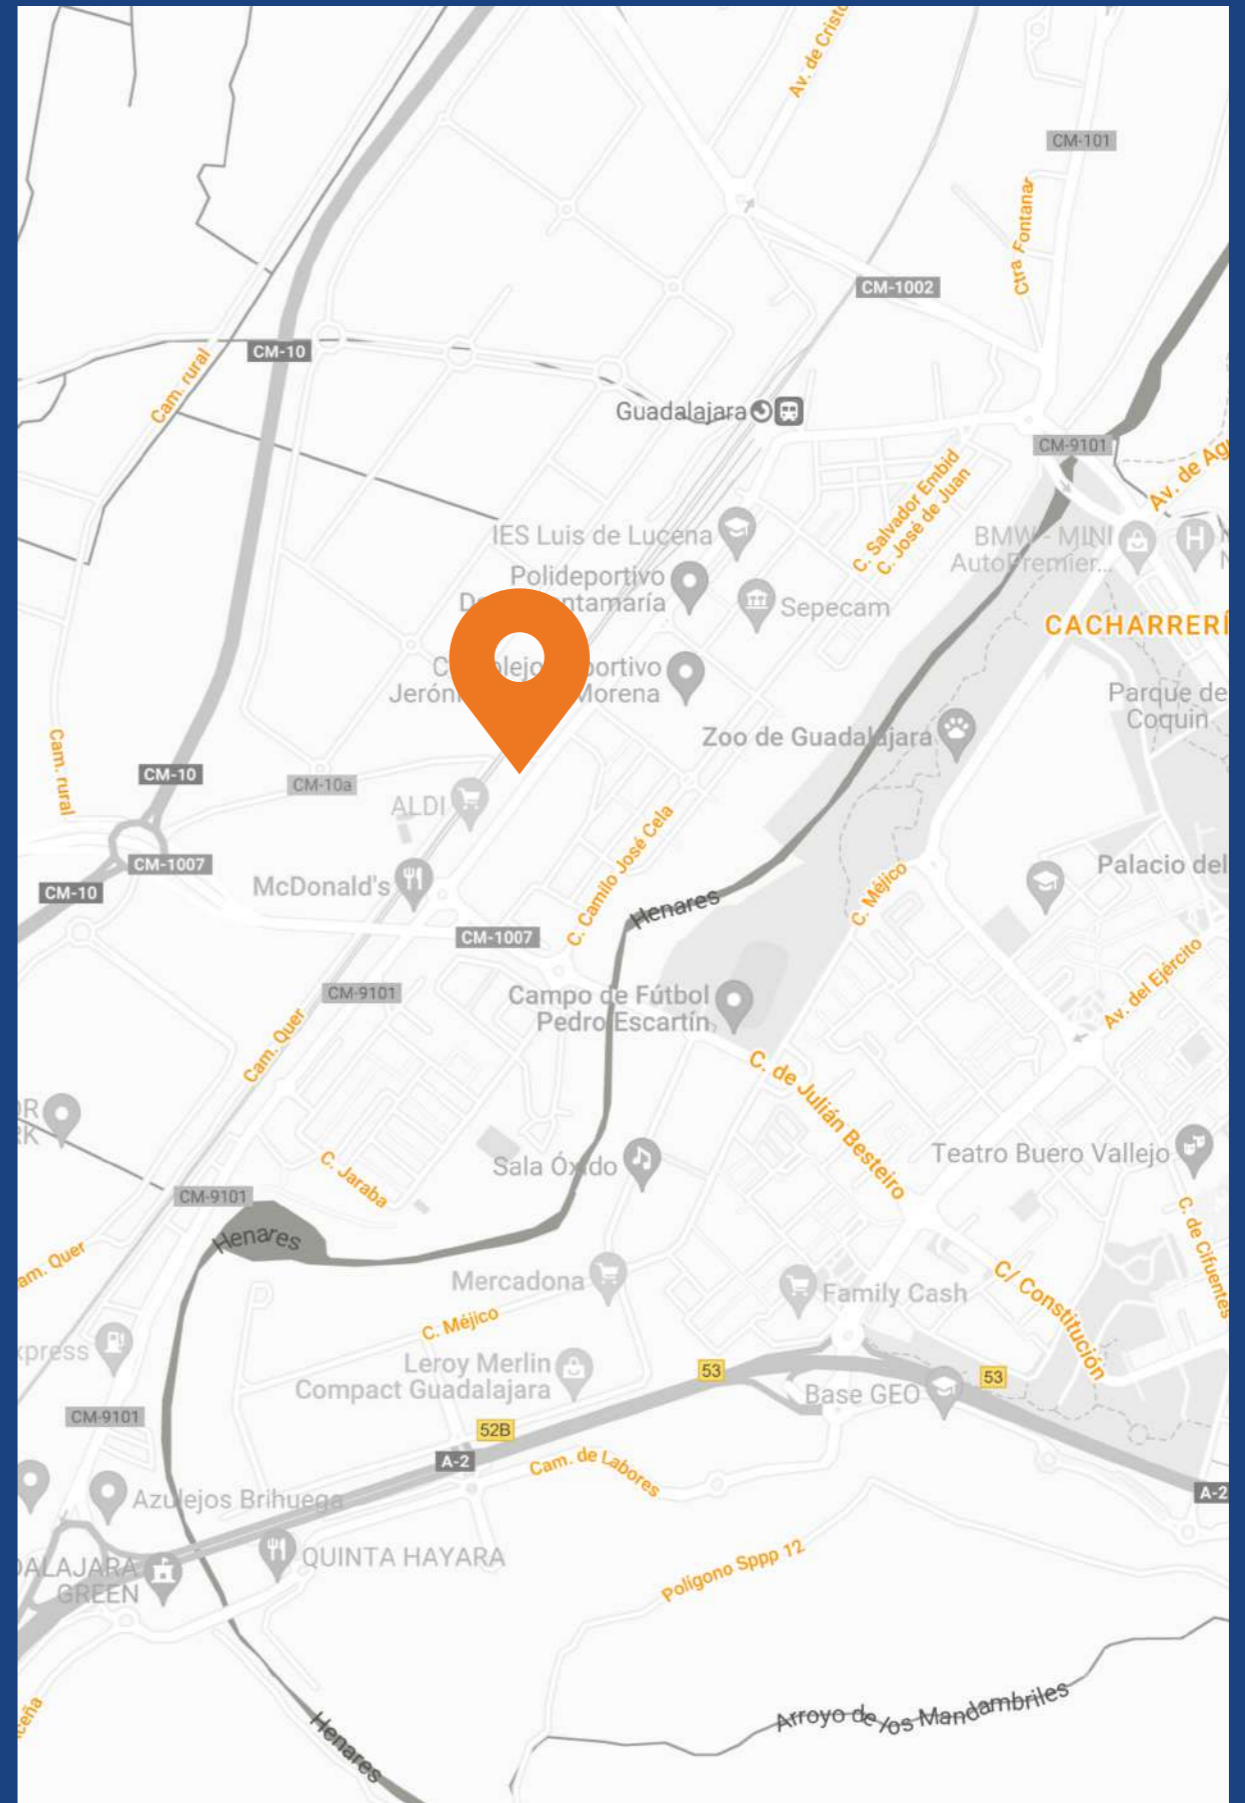 Av. de Cristo
CM-101
Ctra Fontanar
CM-1002
CM-10
Cam. rural
Guadalajara
CM-9101
Av. de Agu
C. Salvador Embid
C. José de Juan
IES Luis de Lucena
BMW - MINI
AutoPremier...
Polideportivo
ntamaría
Sepecam
CACHARRERÍ
portivo
Morena
Parque de
Coquín
Zoo de Guadalajara
Cam. rural
CM-10
CM-10a
ALDI
C. Camilo José Cela
CM-1007
McDonald's
CM-10
Palacio del
C. Méjico
Henares
CM-1007
Av. del Ejército
CM-9101
Campo de Fútbol
Pedro Escartín
Cam. Quer
C. de Julián Besteiro
Teatro Buero Vallejo
Sala Óxido
C. Jaraba
CM-9101
Henares
C. de Cifuentes
am. Quer
Mercadona
C/ Constitución
Family Cash
C. Méjico
xpress
Leroy Merlin
Compact Guadalajara
53
53
Base GEO
CM-9101
52B
A-2
Cam. de Labores
A-2
Azulejos Brihuega
QUINTA HAYARA
DALAJARA
GREEN
Polígono Sppp 12
Arroyo de los Mandambriles
Henares
ceña